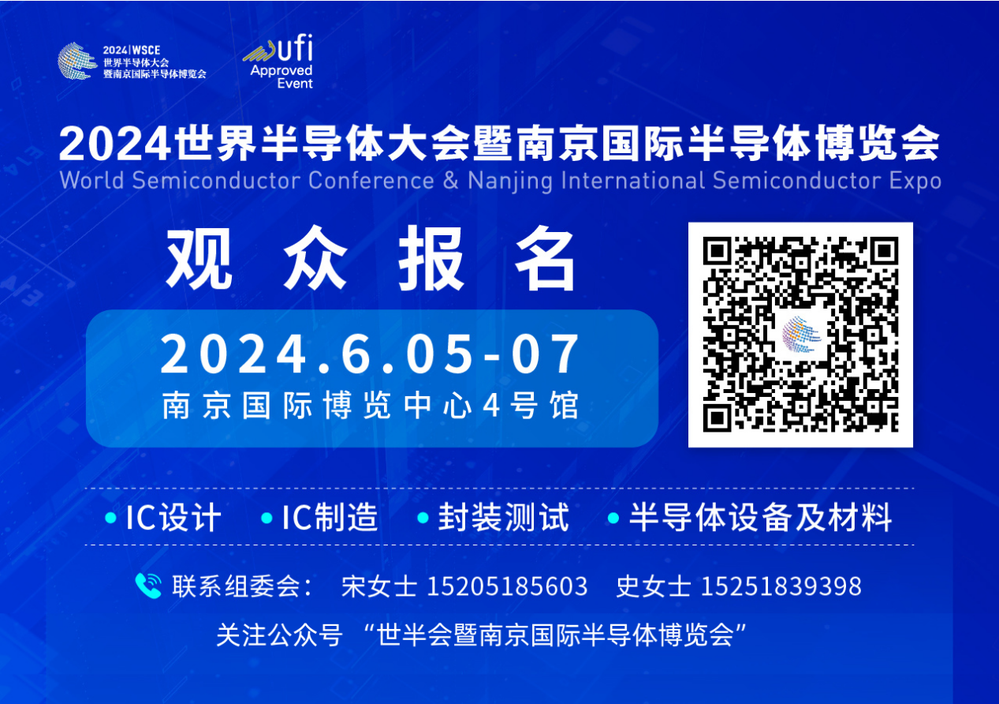 2024|WSCE
世界半导体大会
暨南京国际半导体博览会
ufi
Approved
Event
2024世界半导体大会暨南京国际半导体博览会
World Semiconductor Conference & Nanjing International Semiconductor Expo
观众报名
2024.6.05-07
南京国际博览中心4号馆
•IC设计 •IC制造 •封装测试 •半导体设备及材料
联系组委会： 宋女士 15205185603 史女士 15251839398
关注公众号 “世半会暨南京国际半导体博览会”